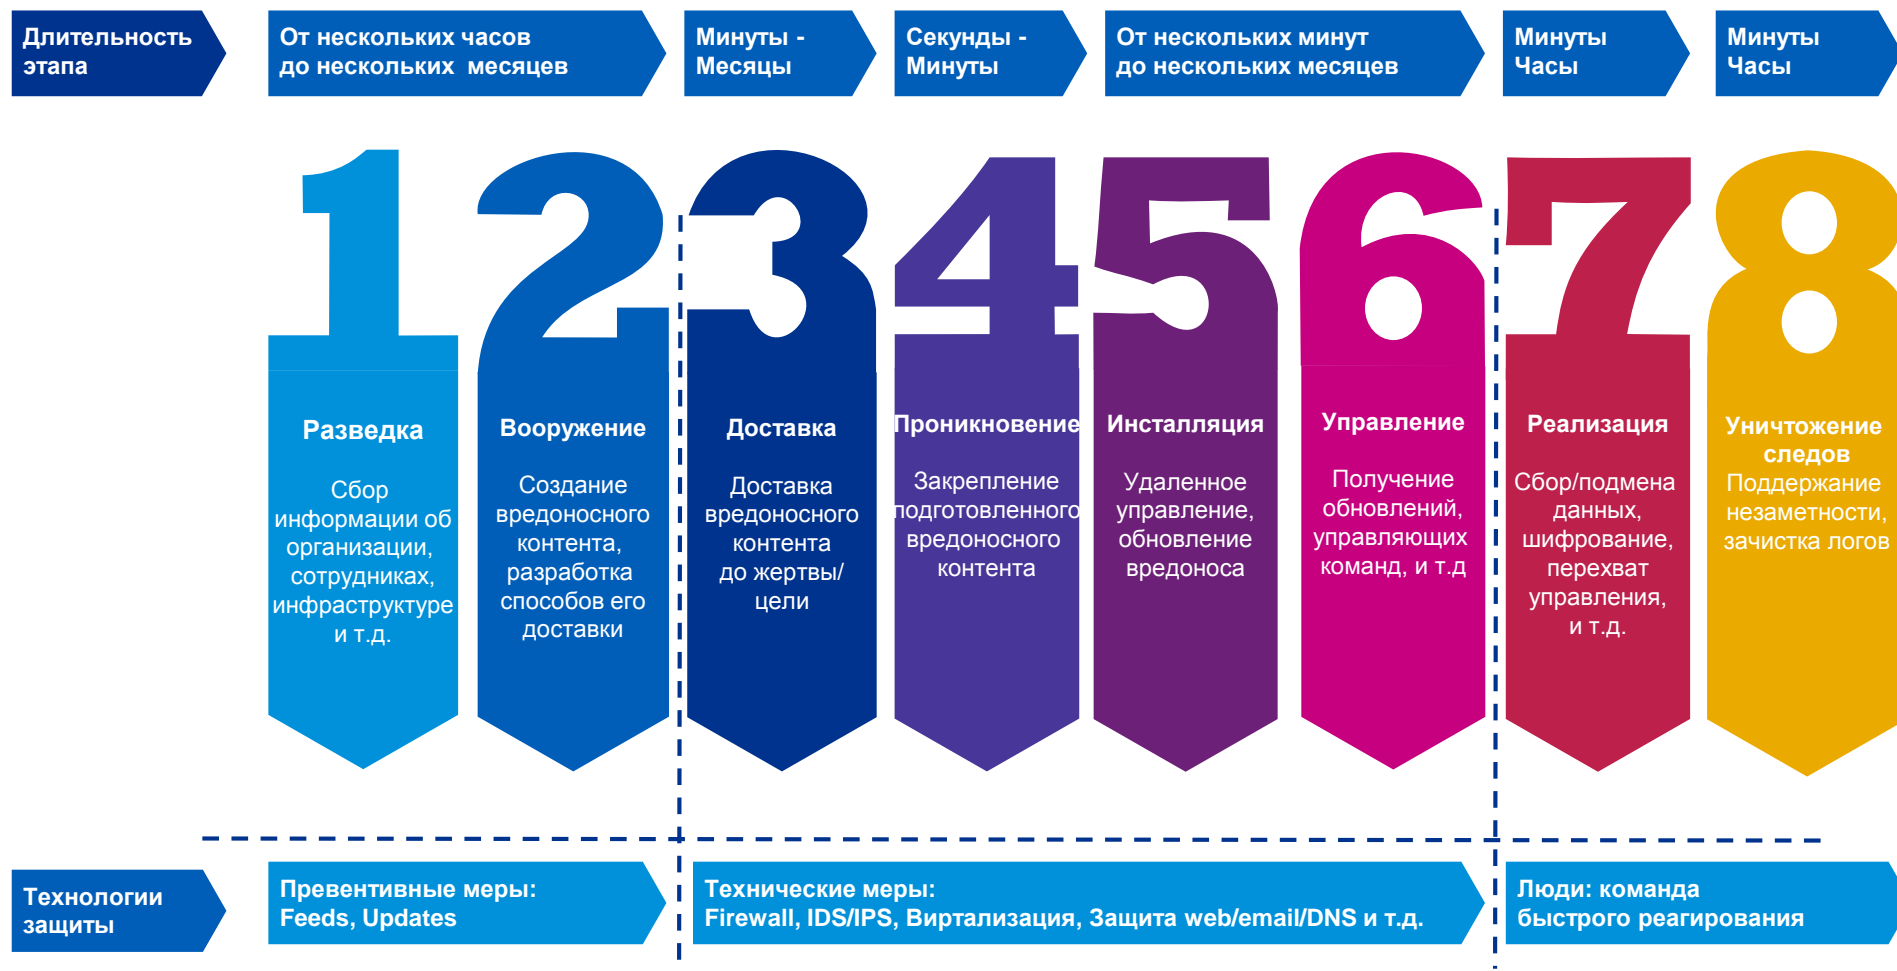 Длительность
этапа
От нескольких часов
до нескольких месяцев
Минуты -
Месяцы
Секунды -
Минуты
От нескольких минут
до нескольких месяцев
Минуты
Часы
Минуты
Часы
1
2
3
4
5
6
7
8
Разведка
Сбор
информации об
организации,
сотрудниках,
инфраструктуре
и т.д.
Вооружение
Создание
вредоносного
контента,
разработка
способов его
доставки
Доставка
Доставка
вредоносного
контента
до жертвы/
цели
Проникновение
Закрепление
подготовленного
вредоносного
контента
Инсталляция
Удаленное
управление,
обновление
вредоноса
Управление
Получение
обновлений,
управляющих
команд, и т.д
Реализация
Сбор/подмена
данных,
шифрование,
перехват
управления,
и т.д.
Уничтожение
следов
Поддержание
незаметности,
зачистка логов
Технологии
защиты
Превентивные меры:
Feeds, Updates
Технические меры:
Firewall, IDS/IPS, Виртализация, Защита web/email/DNS и т.д.
Люди: команда
быстрого реагирования